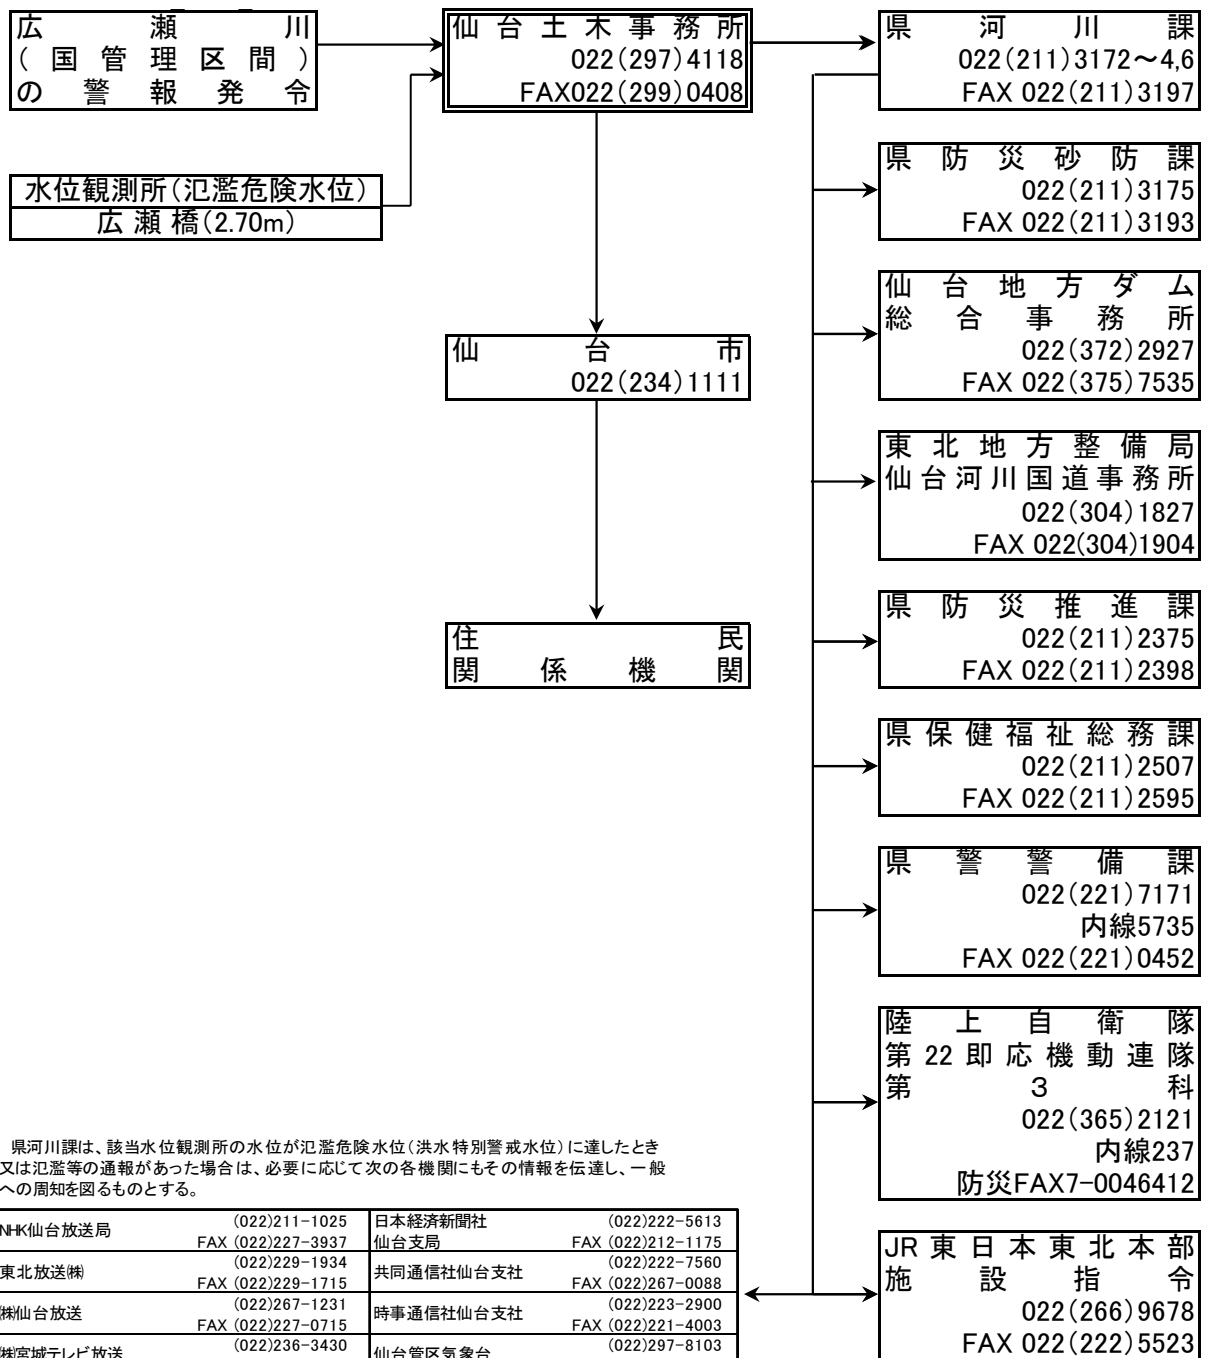 広瀬川
(国管理区間)
の警報発令
水位観測所(氾濫危険水位)
広瀬橋(2.70m)
仙台土木事務所
022(297)4118
FAX022(299)0408
仙台市
022(234)1111
住民
関係機関
県河川課
022(211)3172～4,6
FAX 022(211)3197
県防災砂防課
022(211)3175
FAX 022(211)3193
仙台地方ダム
総合事務所
022(372)2927
FAX 022(375)7535
東北地方整備局
仙台河川国道事務所
022(304)1827
FAX 022(304)1904
県防災推進課
022(211)2375
FAX 022(211)2398
県保健福祉総務課
022(211)2507
FAX 022(211)2595
県警警備課
022(221)7171
内線5735
FAX 022(221)0452
陸上自衛隊
第22即応機動連隊
第3科
022(365)2121
内線237
防災FAX7-0046412
JR東日本東北本部
施設指令
022(266)9678
FAX 022(222)5523
県河川課は、該当水位観測所の水位が氾濫危険水位(洪水特別警戒水位)に達したとき
又は氾濫等の通報があった場合は、必要に応じて次の各機関にもその情報を伝達し、一般
への周知を図るものとする。
NHK仙台放送局 (022)211-1025
FAX (022)227-3937
日本経済新聞社 (022)222-5613
仙台支局 FAX (022)212-1175
東北放送㈱ (022)229-1934
FAX (022)229-1715
共同通信社仙台支社 (022)222-7560
FAX (022)267-0088
㈱仙台放送 (022)267-1231
FAX (022)227-0715
時事通信社仙台支社 (022)223-2900
FAX (022)221-4003
㈱宮城テレビ放送 (022)236-3430
仙台管区気象台 (022)297-8103